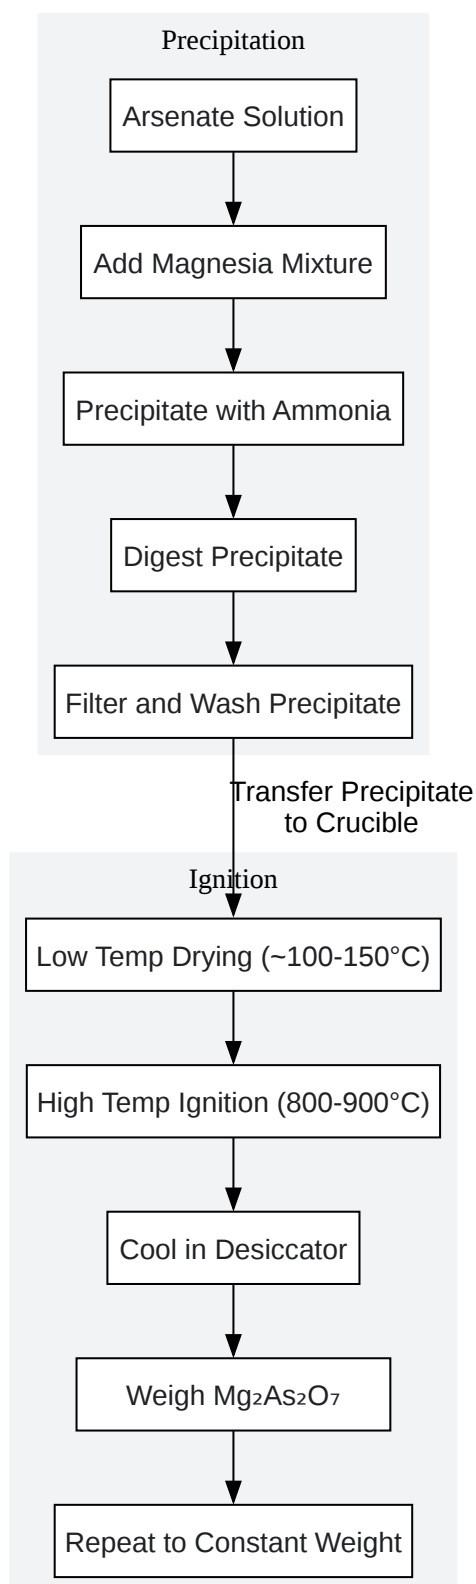 Precipitation
Arsenate Solution
Add Magnesia Mixture
Precipitate with Ammonia
Digest Precipitate
Filter and Wash Precipitate
Transfer Precipitate
to Crucible
Ignition
Low Temp Drying (~100-150°C)
High Temp Ignition (800-900°C)
Cool in Desiccator
Weigh Mg₂As₂O₇
Repeat to Constant Weight